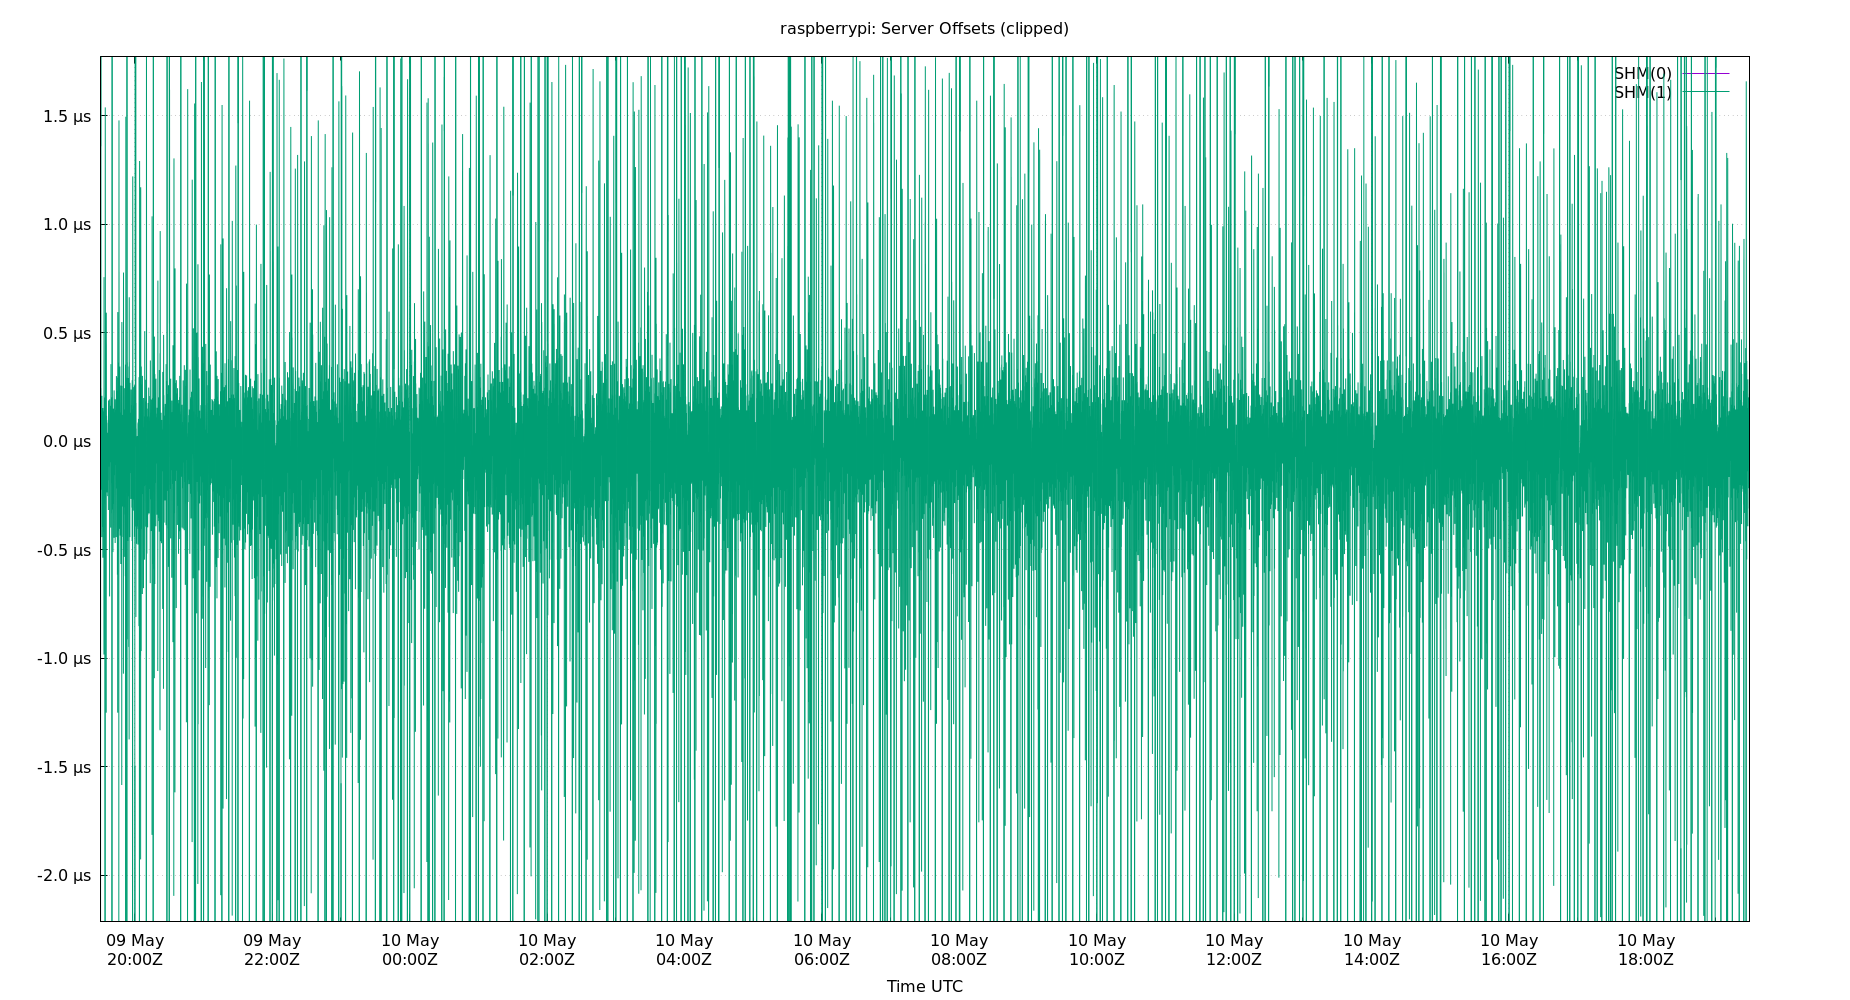 raspberrypi: Server Offsets (clipped)
SHM(0)
SHM(1)
1.5 µs
1.0 µs
0.5 µs
0.0 µs
-0.5 µs
-1.0 µs
-1.5 µs
-2.0 µs
09 May 09 May 10 May 10 May 10 May 10 May 10 May 10 May 10 May 10 May 10 May 10 May
20:00Z 22:00Z 00:00Z 02:00Z 04:00Z 06:00Z 08:00Z 10:00Z 12:00Z 14:00Z 16:00Z 18:00Z
Time UTC